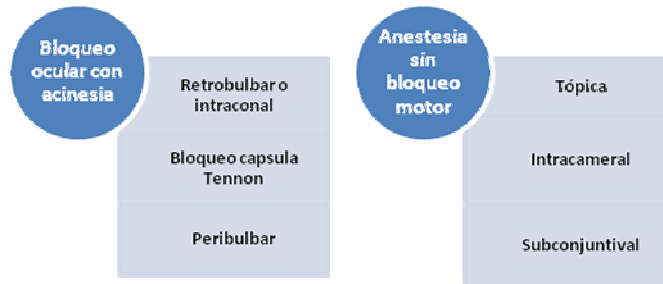 Bloqueo
ocular con
acinesia
Retrobulbar o
intraconal
Bloqueo capsula
Tennon
Peribulbar
Anestesia
sin
bloqueo
motor
Tópica
Intracameral
Subconjuntival